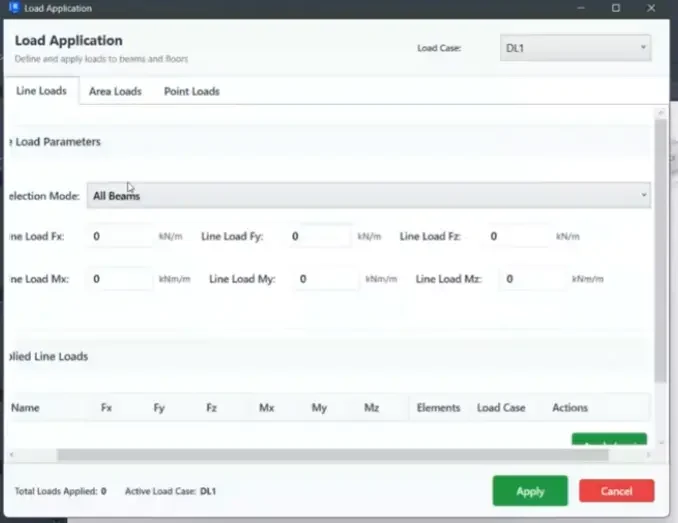 Load Application
Load Application
Define and apply loads to beams and floors
Load Case: DL1
Line Loads Area Loads Point Loads
e Load Parameters
election Mode: All Beams
ne Load Fx: 0 kN/m Line Load Fy: 0 kN/m Line Load Fz: 0 kN/m
ne Load Mx: 0 kNm/m Line Load My: 0 kNm/m Line Load Mz: 0 kNm/m
plied Line Loads
Name Fx Fy Fz Mx My Mz Elements Load Case Actions
Total Loads Applied: 0 Active Load Case: DL1 Apply Cancel